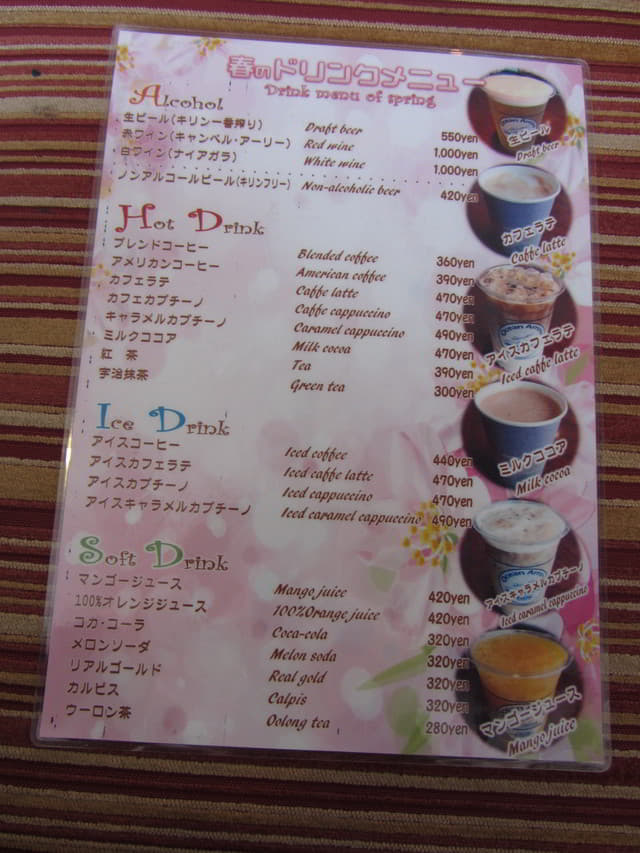 春のドリンクメニュー
Drink menu of spring
Alcohol
生ビール(キリン一番搾り) Draft beer 550yen
赤ワイン(キャンベル・アーリー) Red wine 1,000yen
白ワイン(ナイアガラ) White wine 1,000yen
ノンアルコールビール(キリンフリー) Non-alcoholic beer 420yen
Hot Drink
ブレンドコーヒー Blended coffee 360yen
アメリカンコーヒー American coffee 390yen
カフェラテ Caffe latte 470yen
カフェカプチーノ Caffe cappuccino 470yen
キャラメルカプチーノ Caramel cappuccino 490yen
ミルクココア Milk cocoa 470yen
紅 茶 Tea 390yen
宇治抹茶 Green tea 300yen
Ice Drink
アイスコーヒー Iced coffee 440yen
アイスカフェラテ Iced caffe latte 470yen
アイスカプチーノ Iced cappuccino 470yen
アイスキャラメルカプチーノ Iced caramel cappuccino 490yen
Soft Drink
マンゴージュース Mango juice 420yen
100%オレンジジュース 100%Orange juice 420yen
コカ・コーラ Coca-cola 320yen
メロンソーダ Melon soda 320yen
リアルゴールド Real gold 320yen
カルピス Calpis 320yen
ウーロン茶 Oolong tea 280yen
生ビール
Draft beer
カフェラテ
Caffe latte
アイスカフェラテ
Iced caffe latte
ミルクココア
Milk cocoa
アイスキャラメルカプチーノ
Iced caramel cappuccino
マンゴージュース
Mango juice